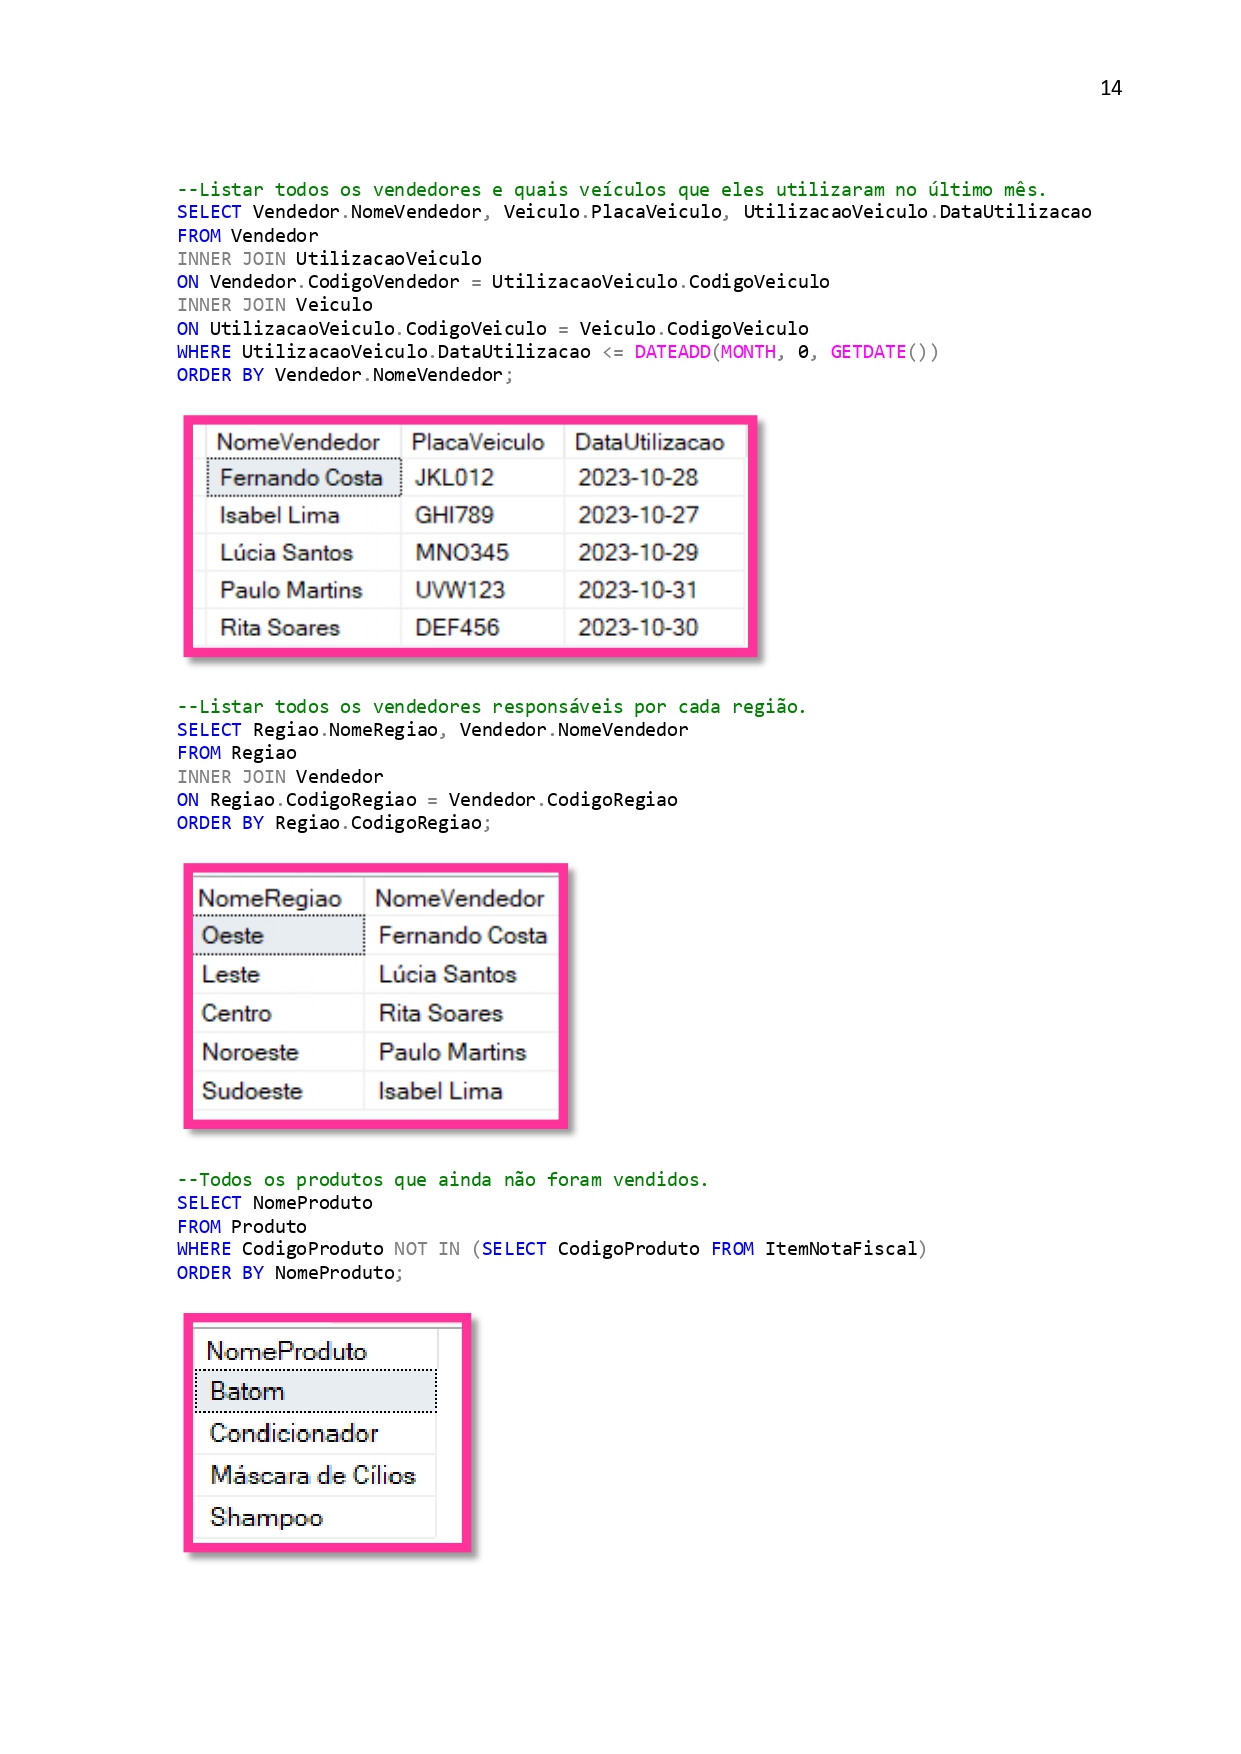 14
--Listar todos os vendedores e quais veículos que eles utilizaram no último mês.
SELECT Vendedor.NomeVendedor, Veiculo.PlacaVeiculo, UtilizacaoVeiculo.DataUtilizacao
FROM Vendedor
INNER JOIN UtilizacaoVeiculo
ON Vendedor.CodigoVendedor = UtilizacaoVeiculo.CodigoVeiculo
INNER JOIN Veiculo
ON UtilizacaoVeiculo.CodigoVeiculo = Veiculo.CodigoVeiculo
WHERE UtilizacaoVeiculo.DataUtilizacao <= DATEADD(MONTH, 0, GETDATE())
ORDER BY Vendedor.NomeVendedor;
NomeVendedor PlacaVeiculo DataUtilizacao
Fernando Costa JKL012 2023-10-28
Isabel Lima GHI789 2023-10-27
Lúcia Santos MNO345 2023-10-29
Paulo Martins UVW123 2023-10-31
Rita Soares DEF456 2023-10-30
--Listar todos os vendedores responsáveis por cada região.
SELECT Regiao.NomeRegiao, Vendedor.NomeVendedor
FROM Regiao
INNER JOIN Vendedor
ON Regiao.CodigoRegiao = Vendedor.CodigoRegiao
ORDER BY Regiao.CodigoRegiao;
NomeRegiao NomeVendedor
Oeste Fernando Costa
Leste Lúcia Santos
Centro Rita Soares
Noroeste Paulo Martins
Sudoeste Isabel Lima
--Todos os produtos que ainda não foram vendidos.
SELECT NomeProduto
FROM Produto
WHERE CodigoProduto NOT IN (SELECT CodigoProduto FROM ItemNotaFiscal)
ORDER BY NomeProduto;
NomeProduto
Batom
Condicionador
Máscara de Cílios
Shampoo